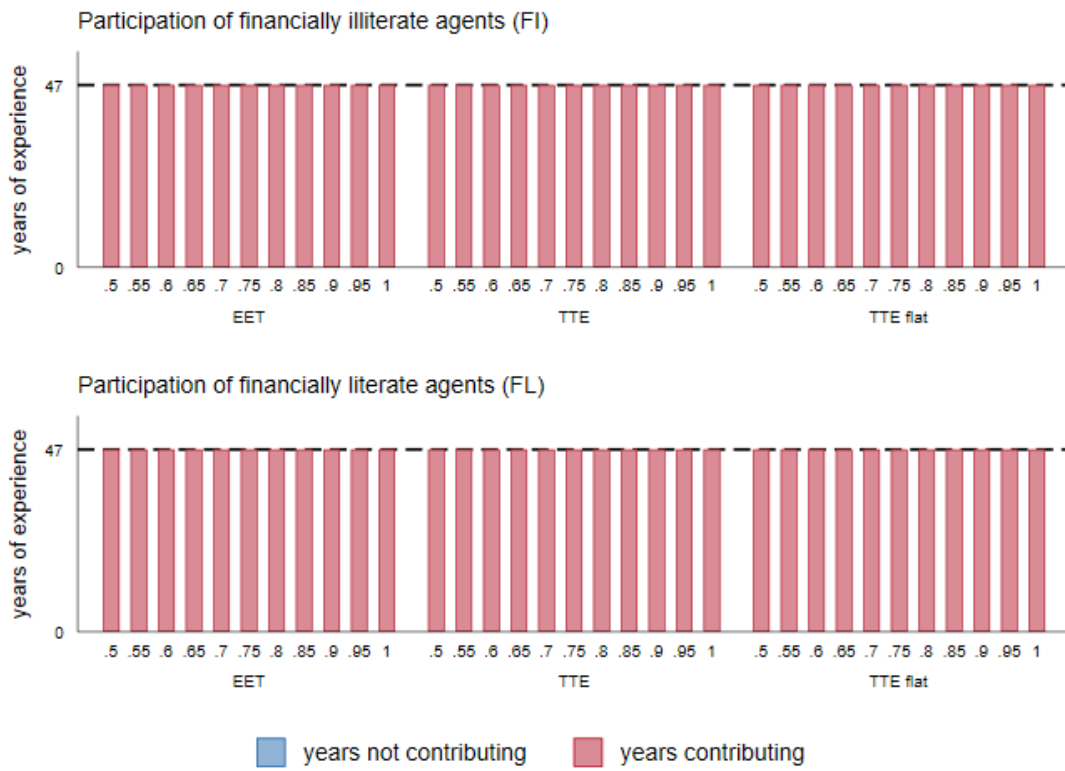 Participation of financially illiterate agents (FI)
years of experience
47
0
.5 .55 .6 .65 .7 .75 .8 .85 .9 .95 1 .5 .55 .6 .65 .7 .75 .8 .85 .9 .95 1 .5 .55 .6 .65 .7 .75 .8 .85 .9 .95 1
EET TTE TTE flat
Participation of financially literate agents (FL)
years of experience
47
0
.5 .55 .6 .65 .7 .75 .8 .85 .9 .95 1 .5 .55 .6 .65 .7 .75 .8 .85 .9 .95 1 .5 .55 .6 .65 .7 .75 .8 .85 .9 .95 1
EET TTE TTE flat
years not contributing years contributing